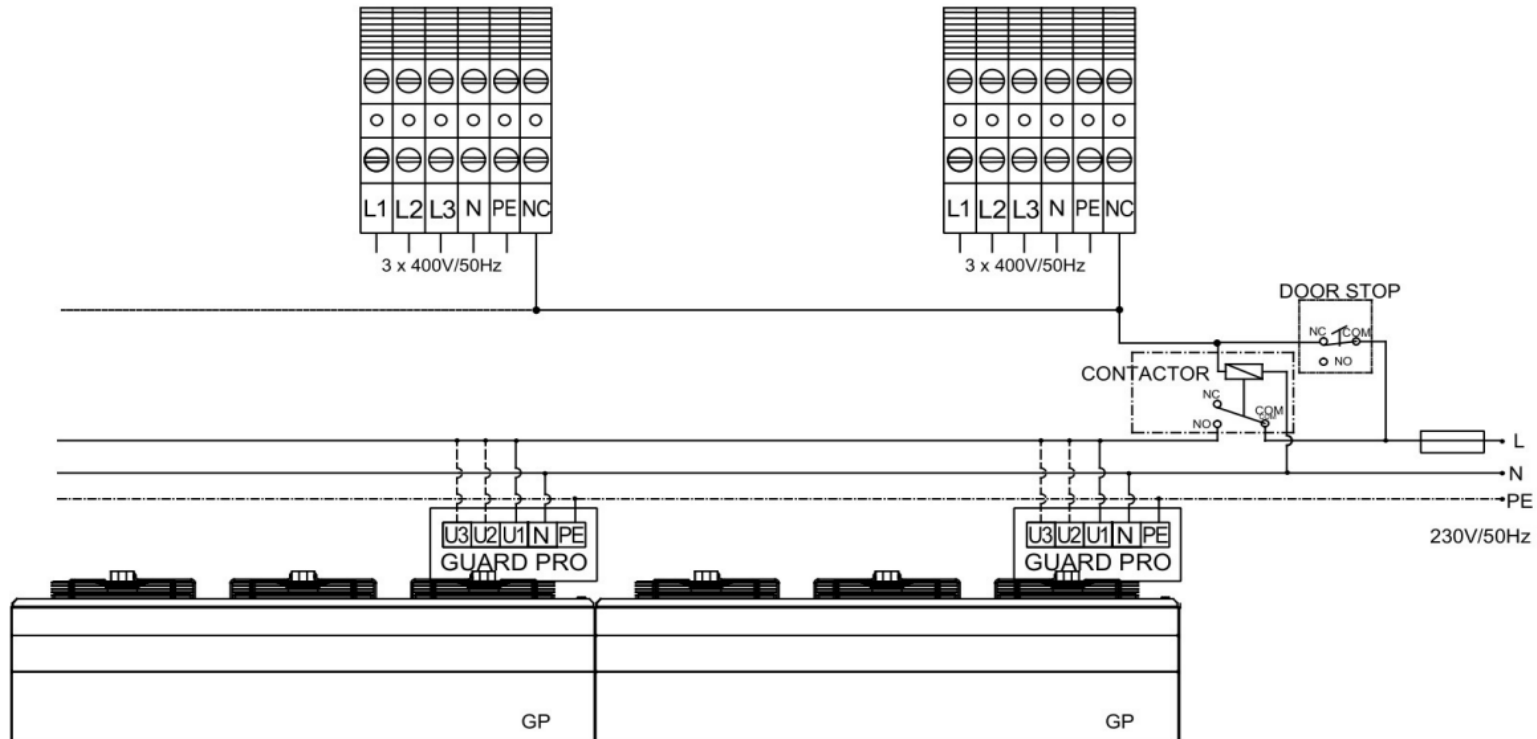 L1 L2 L3 N PE NC
3 x 400V/50Hz
L1 L2 L3 N PE NC
3 x 400V/50Hz
DOOR STOP
NC COM
NO
CONTACTOR
NC
COM
NO
L
N
PE
230V/50Hz
U3 U2 U1 N PE
GUARD PRO
U3 U2 U1 N PE
GUARD PRO
GP
GP